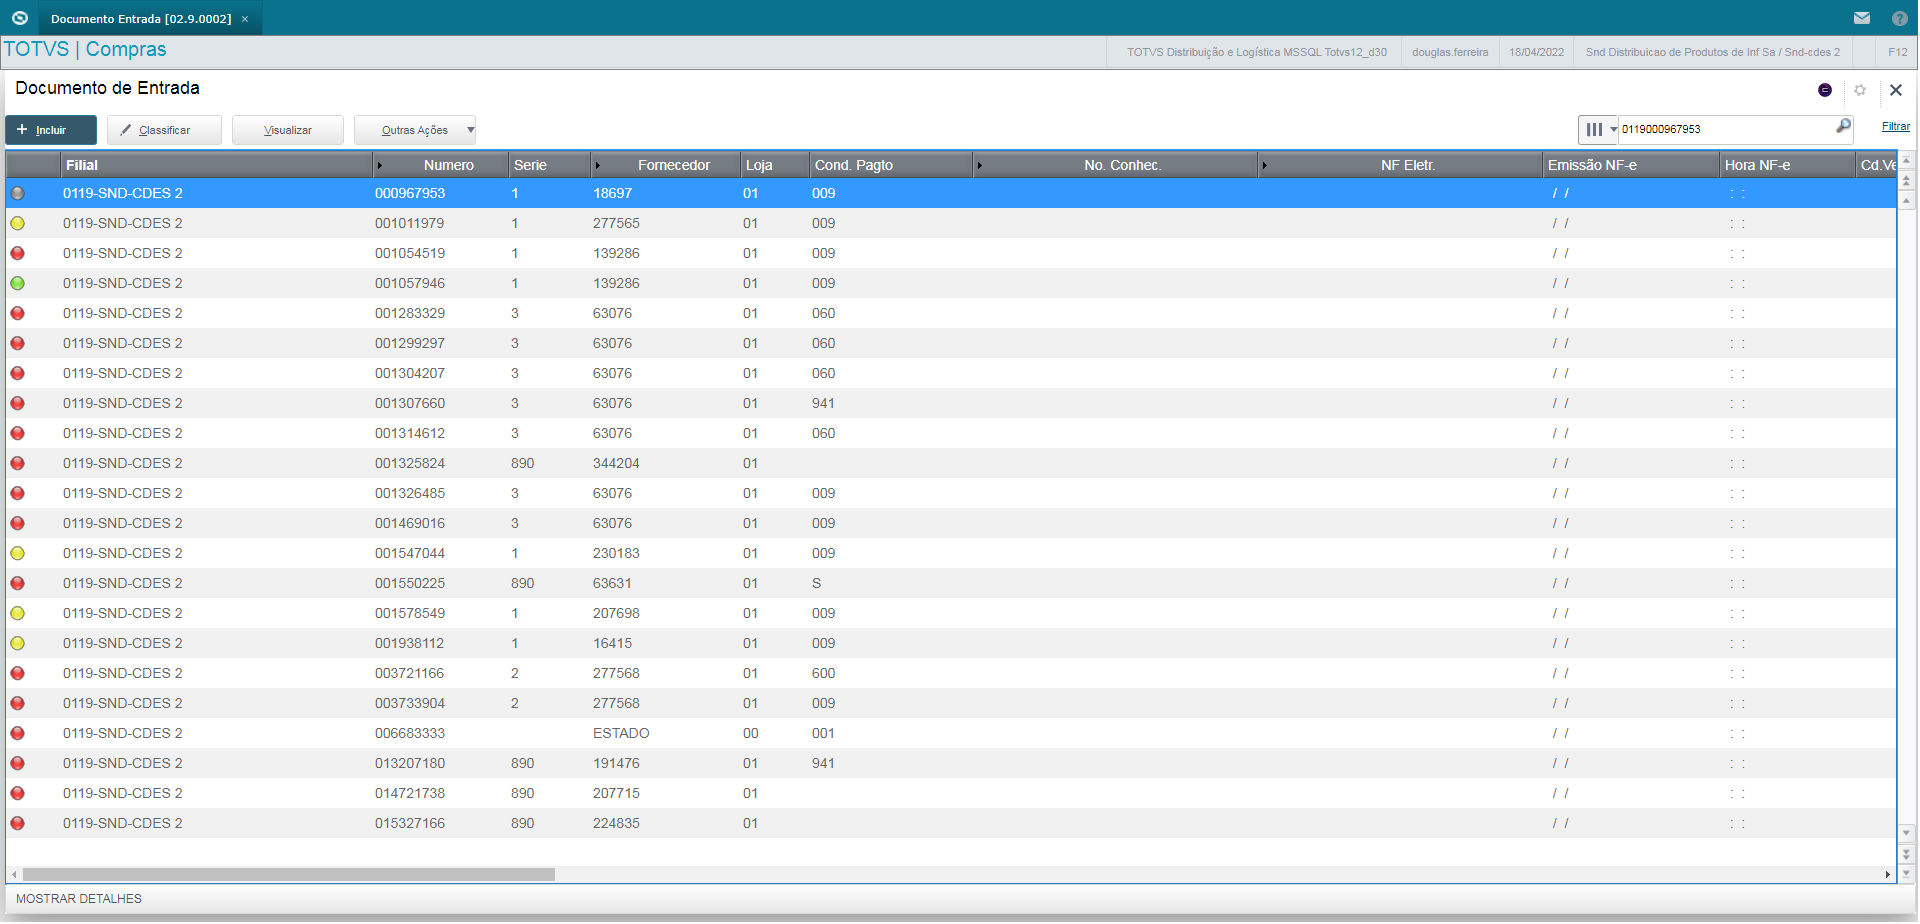 Documento Entrada [02.9.0002] ×
TOTVS | Compras TOTVS Distribuição e Logística MSSQL Totvs12_d30 douglas.ferreira 18/04/2022 Snd Distribuicao de Produtos de Inf Sa / Snd-cdes 2 F12
Documento de Entrada
+ Incluir Classificar Visualizar Outras Ações 0119000967953 Filtrar
Filial Numero Serie Fornecedor Loja Cond. Pagto No. Conhec. NF Eletr. Emissão NF-e Hora NF-e Cd.Ve
0119-SND-CDES 2 000967953 1 18697 01 009 / / : :
0119-SND-CDES 2 001011979 1 277565 01 009 / / : :
0119-SND-CDES 2 001054519 1 139286 01 009 / / : :
0119-SND-CDES 2 001057946 1 139286 01 009 / / : :
0119-SND-CDES 2 001283329 3 63076 01 060 / / : :
0119-SND-CDES 2 001299297 3 63076 01 060 / / : :
0119-SND-CDES 2 001304207 3 63076 01 060 / / : :
0119-SND-CDES 2 001307660 3 63076 01 941 / / : :
0119-SND-CDES 2 001314612 3 63076 01 060 / / : :
0119-SND-CDES 2 001325824 890 344204 01 / / : :
0119-SND-CDES 2 001326485 3 63076 01 009 / / : :
0119-SND-CDES 2 001469016 3 63076 01 009 / / : :
0119-SND-CDES 2 001547044 1 230183 01 009 / / : :
0119-SND-CDES 2 001550225 890 63631 01 S / / : :
0119-SND-CDES 2 001578549 1 207698 01 009 / / : :
0119-SND-CDES 2 001938112 1 16415 01 009 / / : :
0119-SND-CDES 2 003721166 2 277568 01 600 / / : :
0119-SND-CDES 2 003733904 2 277568 01 009 / / : :
0119-SND-CDES 2 006683333 ESTADO 00 001 / / : :
0119-SND-CDES 2 013207180 890 191476 01 941 / / : :
0119-SND-CDES 2 014721738 890 207715 01 / / : :
0119-SND-CDES 2 015327166 890 224835 01 / / : :
MOSTRAR DETALHES